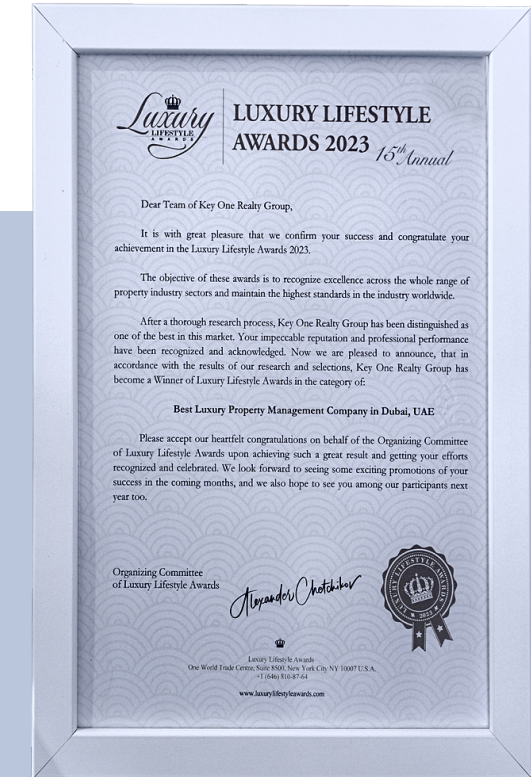 Luxury
LIFESTYLE
AWARDS
LUXURY LIFESTYLE
AWARDS 2023 15th Annual
Dear Team of Key One Realty Group,
It is with great pleasure that we confirm your success and congratulate your
achievement in the Luxury Lifestyle Awards 2023.
The objective of these awards is to recognize excellence across the whole range of
property industry sectors and maintain the highest standards in the industry worldwide.
After a thorough research process, Key One Realty Group has been distinguished as
one of the best in this market. Your impeccable reputation and professional performance
have been recognized and acknowledged. Now we are pleased to announce, that in
accordance with the results of our research and selections, Key One Realty Group has
become a Winner of Luxury Lifestyle Awards in the category of:
Best Luxury Property Management Company in Dubai, UAE
Please accept our heartfelt congratulations on behalf of the Organizing Committee
of Luxury Lifestyle Awards upon achieving such a great result and getting your efforts
recognized and celebrated. We look forward to seeing some exciting promotions of your
success in the coming months, and we also hope to see you among our participants next
year too.
Organizing Committee
of Luxury Lifestyle Awards
Alexander Chetchikov
LUXURY LIFESTYLE AWARDS
2023
Luxury Lifestyle Awards
One World Trade Centre, Suite 8500, New York City NY 10007 U.S.A.
+1 (646) 810-87-64
www.luxurylifestyleawards.com